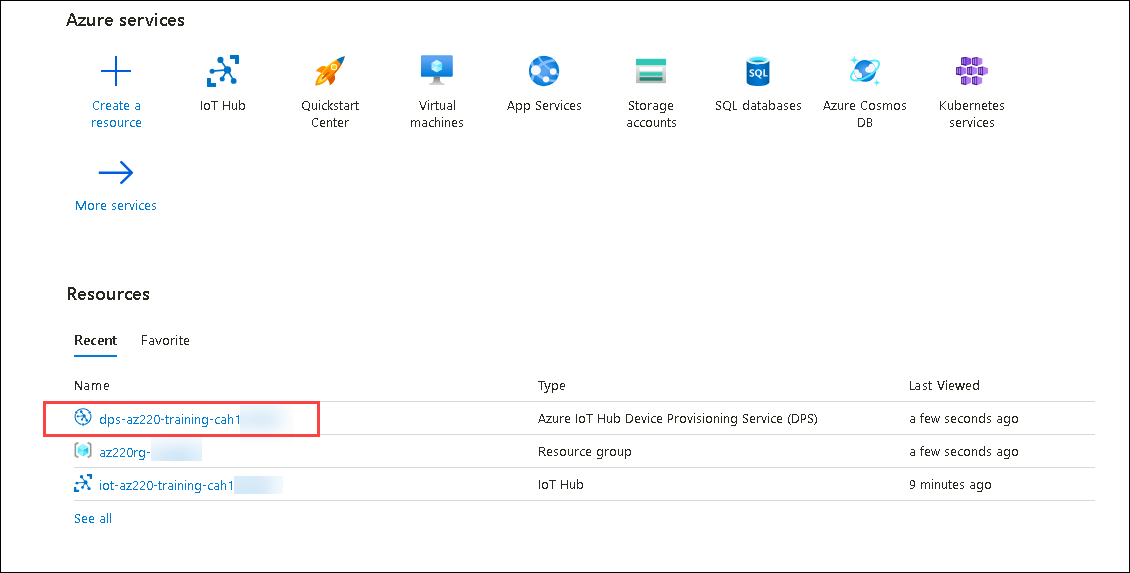 Azure services
Create a resource
IoT Hub
Quickstart Center
Virtual machines
App Services
Storage accounts
SQL
SQL databases
Azure Cosmos DB
Kubernetes services
More services
Resources
Recent Favorite
Name Type Last Viewed
dps-az220-training-cah1 Azure IoT Hub Device Provisioning Service (DPS) a few seconds ago
az220rg- Resource group a few seconds ago
iot-az220-training-cah1 IoT Hub 9 minutes ago
See all